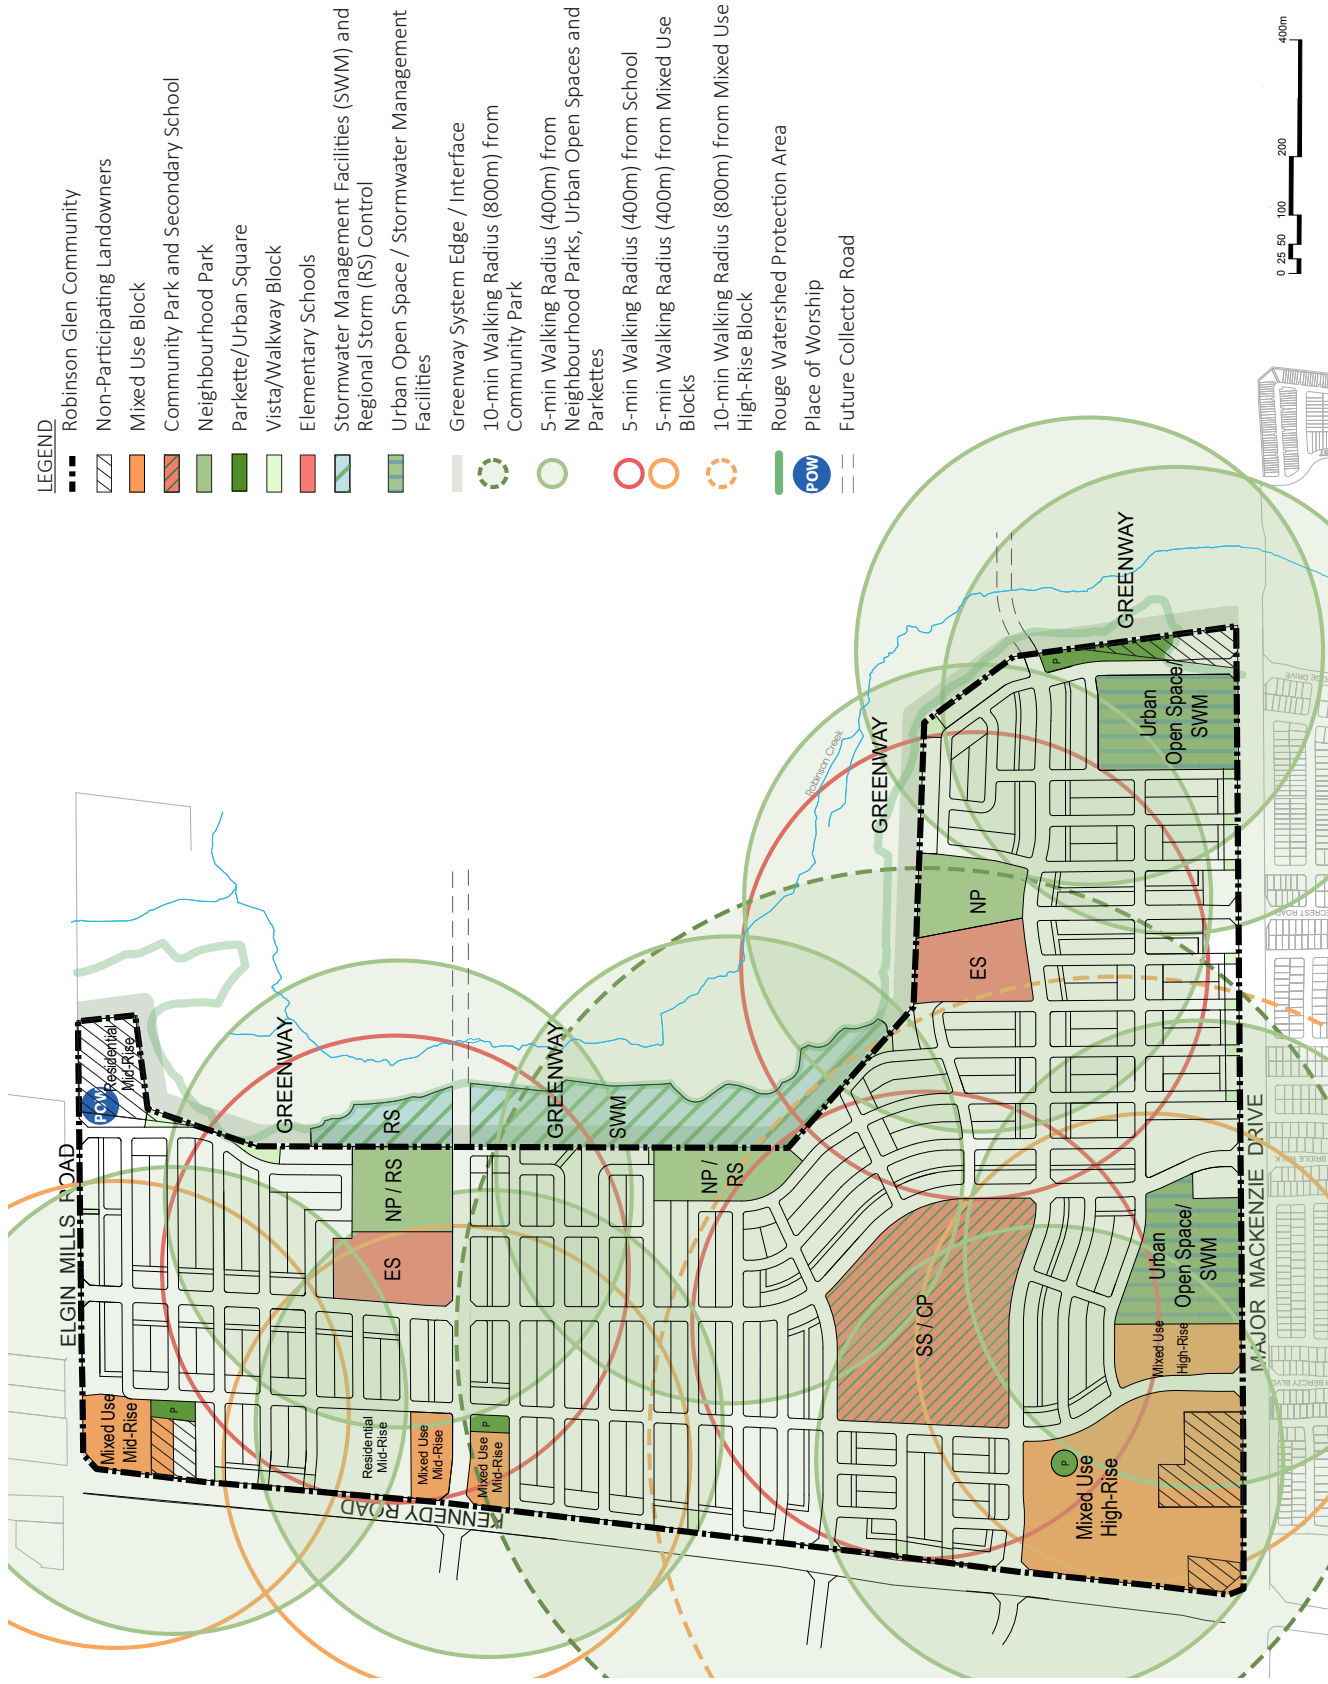 LEGEND
Robinson Glen Community
Non-Participating Landowners
Mixed Use Block
Community Park and Secondary School
Neighbourhood Park
Parkette/Urban Square
Vista/Walkway Block
Elementary Schools
Stormwater Management Facilities (SWM) and
Regional Storm (RS) Control
Urban Open Space / Stormwater Management
Facilities
Greenway System Edge / Interface
10-min Walking Radius (800m) from
Community Park
5-min Walking Radius (400m) from
Neighbourhood Parks, Urban Open Spaces and
Parkettes
5-min Walking Radius (400m) from School
5-min Walking Radius (400m) from Mixed Use
Blocks
10-min Walking Radius (800m) from Mixed Use
High-Rise Block
Rouge Watershed Protection Area
POW
Place of Worship
Future Collector Road
0 25 50 100 200 400m
ELGIN MILLS ROAD
KENNEDY ROAD
MAJOR MACKENZIE DRIVE
POW
Residential
Mid-Rise
Mixed Use
Mid-Rise
P
Residential
Mid-Rise
Mixed Use
Mid-Rise
Mixed Use
Mid-Rise
P
ES
NP / RS
RS
GREENWAY
GREENWAY
SWM
NP /
RS
SS / CP
Robinson Creek
GREENWAY
NP
ES
GREENWAY
P
Urban
Open Space/
SWM
Urban
Open Space/
SWM
Mixed Use
High-Rise
P
Mixed Use
High-Rise
BRIDLE WALK
BERCZY BLVD